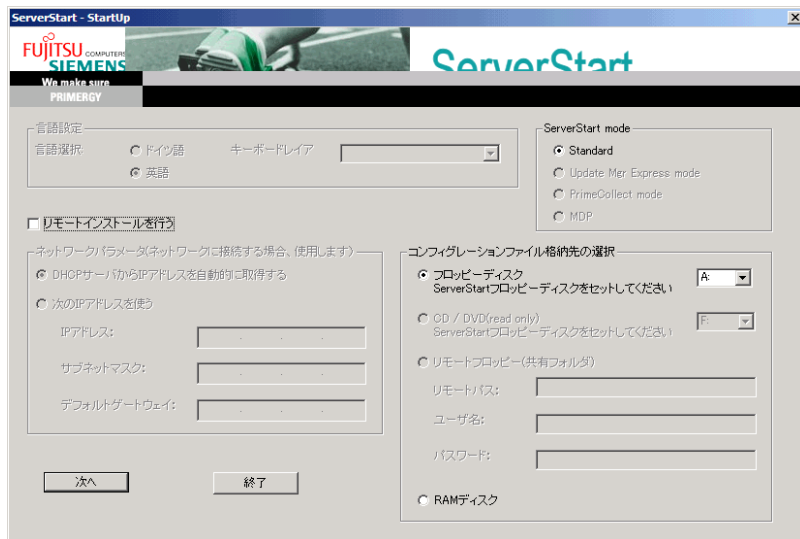 ServerStart - StartUp
FUJITSU COMPUTERS
SIEMENS
ServerStart
We make sure
PRIMERGY
言語設定
言語選択
ドイツ語
キーボードレイア
英語
ServerStart mode
Standard
Update Mgr Express mode
PrimeCollect mode
MDP
リモートインストールを行う
ネットワークパラメータ(ネットワークに接続する場合、使用します)
DHCPサーバからIPアドレスを自動的に取得する
次のIPアドレスを使う
IPアドレス:
サブネットマスク:
デフォルトゲートウェイ:
コンフィグレーションファイル格納先の選択
フロッピーディスク
ServerStartフロッピーディスクをセットしてください
A:
CD / DVD(read only)
ServerStartフロッピーディスクをセットしてください
F:
リモートフロッピー(共有フォルダ)
リモートパス:
ユーザ名:
パスワード:
RAMディスク
次へ
終了